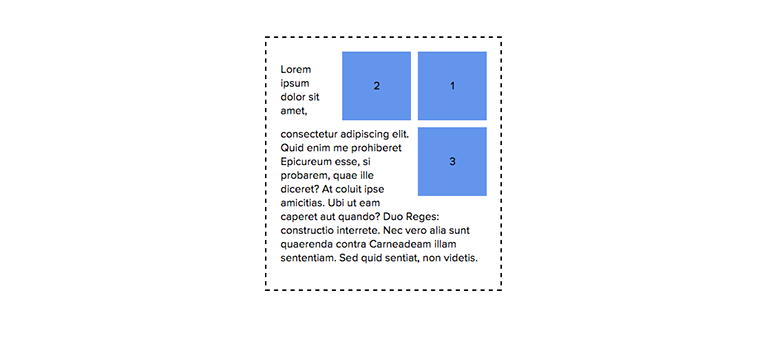 2
1
Lorem
ipsum
dolor sit
amet,
consectetur adipiscing elit.
Quid enim me prohiberet
Epicureum esse, si
probarem, quae ille
diceret? At coluit ipse
amicitias. Ubi ut eam
3
caperet aut quando? Duo Reges:
constructio interrete. Nec vero alia sunt
quaerenda contra Carneadeam illam
sententiam. Sed quid sentiat, non videtis.